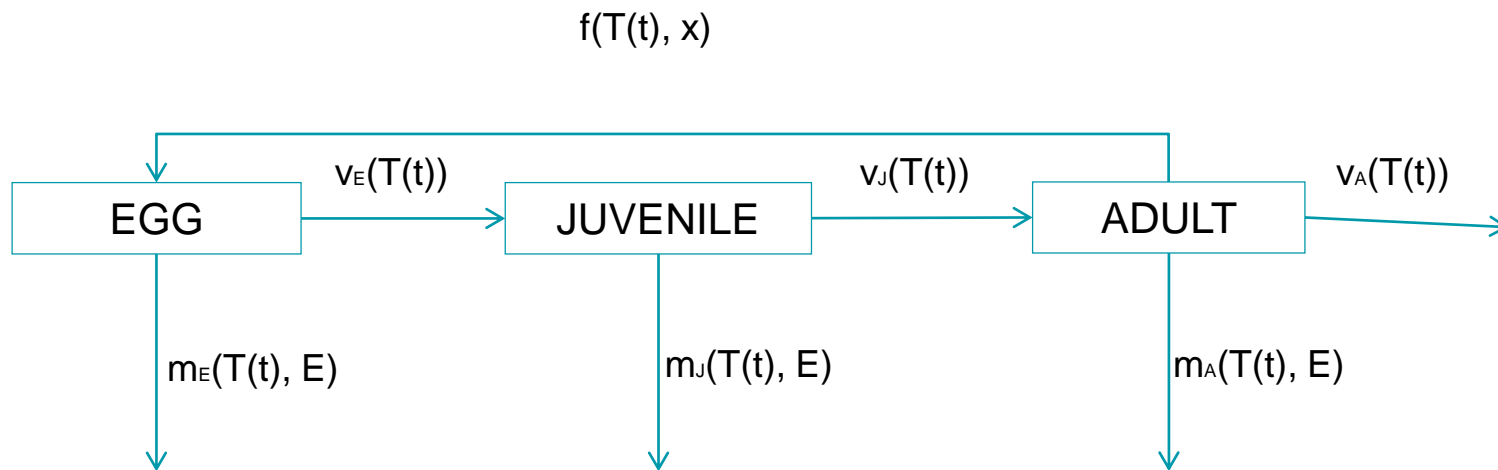 f(T(t), x)
vE(T(t))
vJ(T(t))
vA(T(t))
EGG
JUVENILE
ADULT
mE(T(t), E)
mJ(T(t), E)
mA(T(t), E)